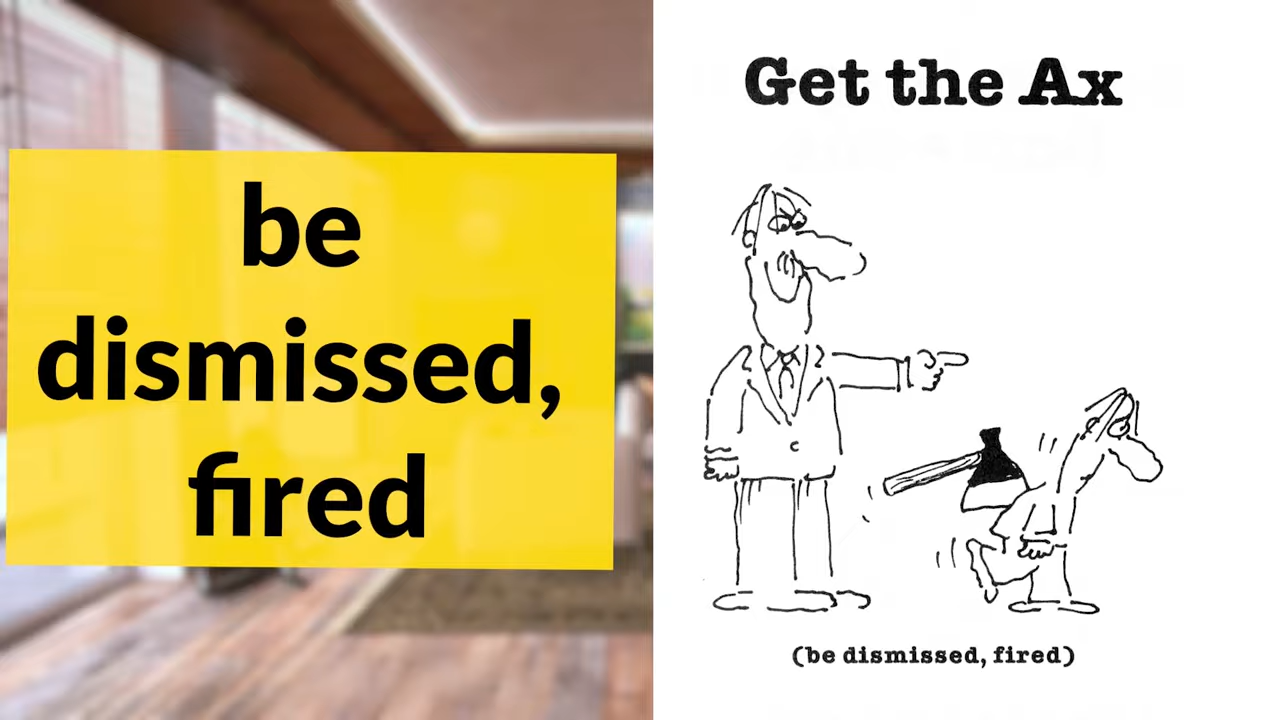 be
dismissed,
fired
Get the Ax
(be dismissed, fired)